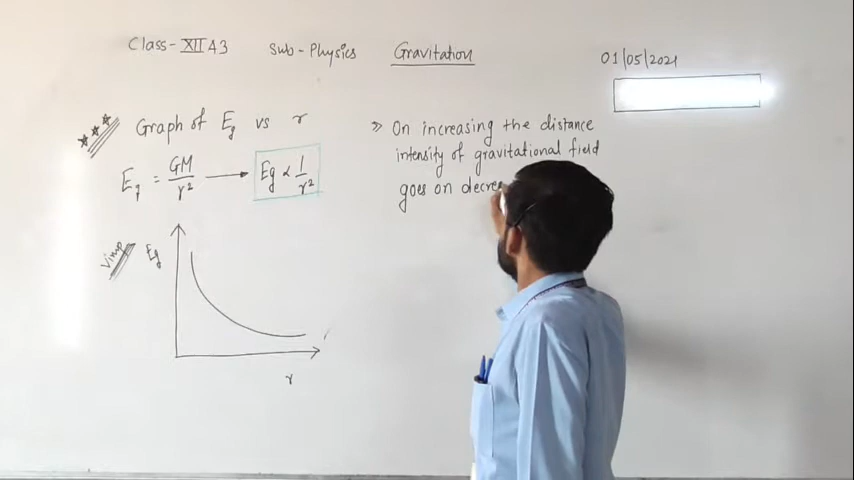 Class-XII A3 Sub-Physics Gravitation 01/05/2021
Graph of Eg vs r
Eg = GM/r² → Eg ∝ 1/r²
V.imp
Eg
r
» On increasing the distance
intensity of gravitational field
goes on decre